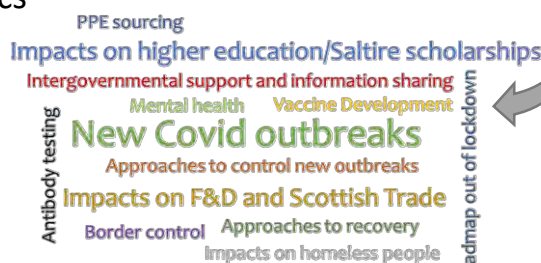 cs
PPE sourcing
Impacts on higher education/Saltire scholarships
Intergovernmental support and information sharing
Mental health
Vaccine Development
New Covid outbreaks
Approaches to control new outbreaks
Impacts on F&D and Scottish Trade
Border control
Approaches to recovery
Impacts on homeless people
Antibody testing
admap out of lockdown